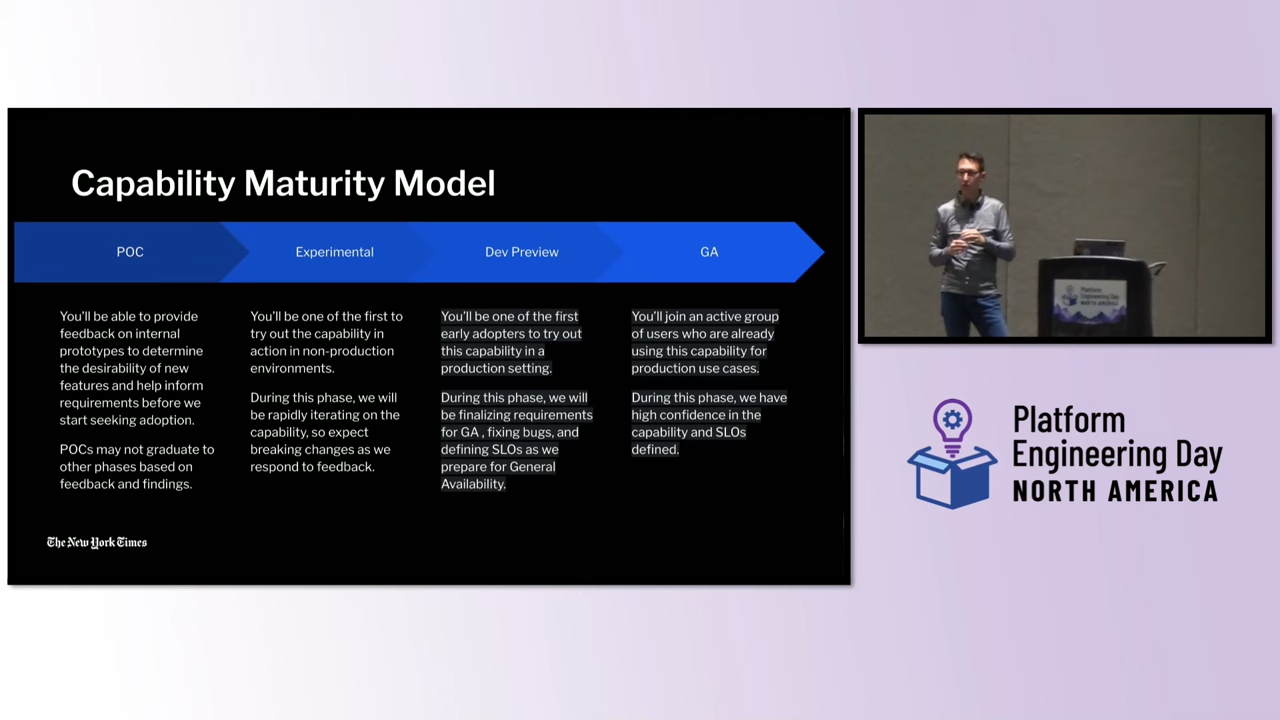 Capability Maturity Model
POC
Experimental
Dev Preview
GA
You'll be able to provide
feedback on internal
prototypes to determine
the desirability of new
features and help inform
requirements before we
start seeking adoption.
POCs may not graduate to
other phases based on
feedback and findings.
You'll be one of the first to
try out the capability in
action in non-production
environments.
During this phase, we will
be rapidly iterating on the
capability, so expect
breaking changes as we
respond to feedback.
You'll be one of the first
early adopters to try out
this capability in a
production setting.
During this phase, we will
be finalizing requirements
for GA , fixing bugs, and
defining SLOs as we
prepare for General
Availability.
You'll join an active group
of users who are already
using this capability for
production use cases.
During this phase, we have
high confidence in the
capability and SLOs
defined.
The New York Times
Platform
Engineering Day
NORTH AMERICA
Platform
Engineering Day
NORTH AMERICA